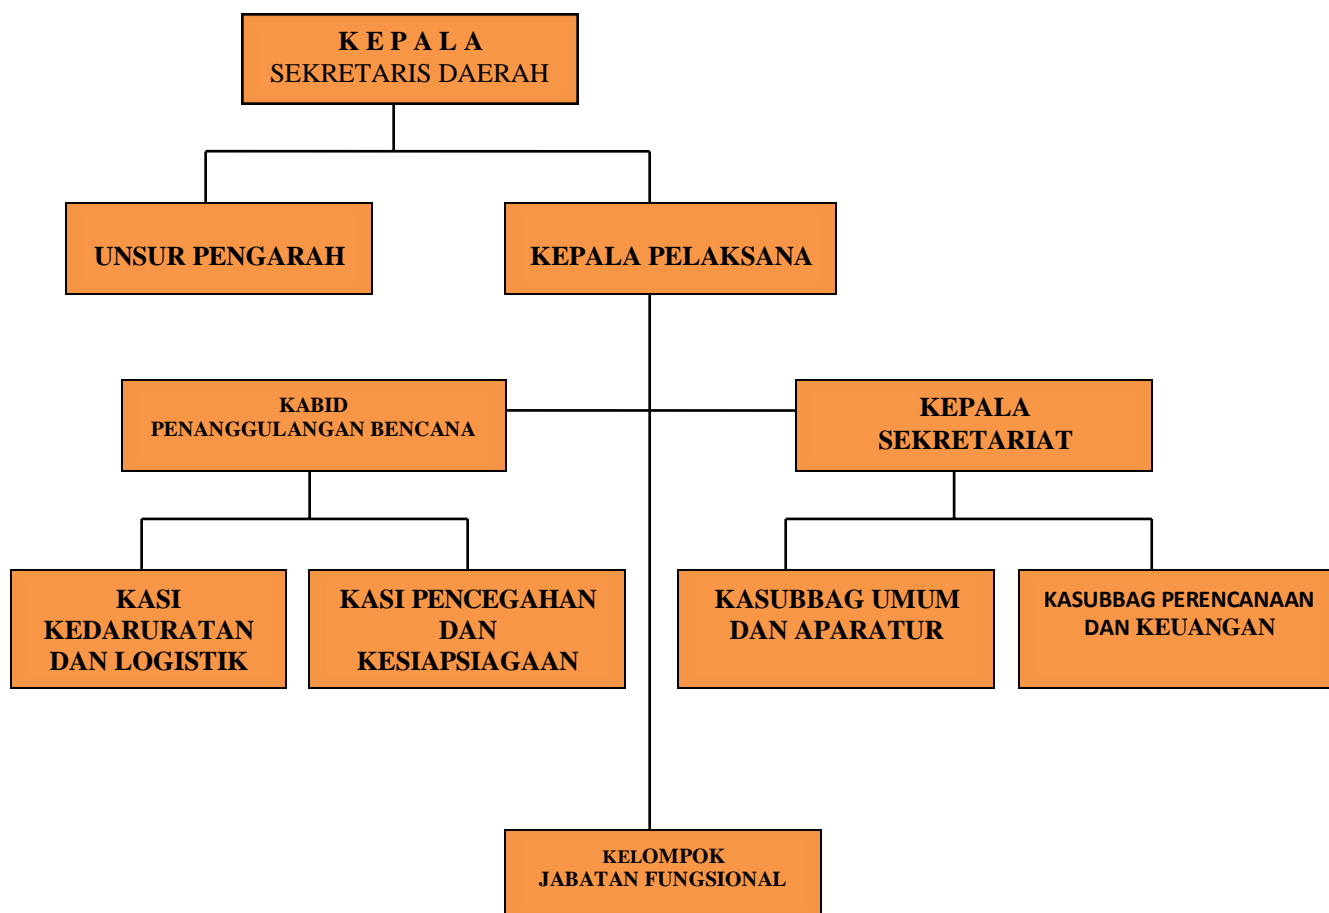 K E P A L A
SEKRETARIS DAERAH
UNSUR PENGARAH
KEPALA PELAKSANA
KABID
PENANGGULANGAN BENCANA
KEPALA
SEKRETARIAT
KASI
KEDARURATAN
DAN LOGISTIK
KASI PENCEGAHAN
DAN
KESIAPSIAGAAN
KASUBBAG UMUM
DAN APARATUR
KASUBBAG PERENCANAAN
DAN KEUANGAN
KELOMPOK
JABATAN FUNGSIONAL